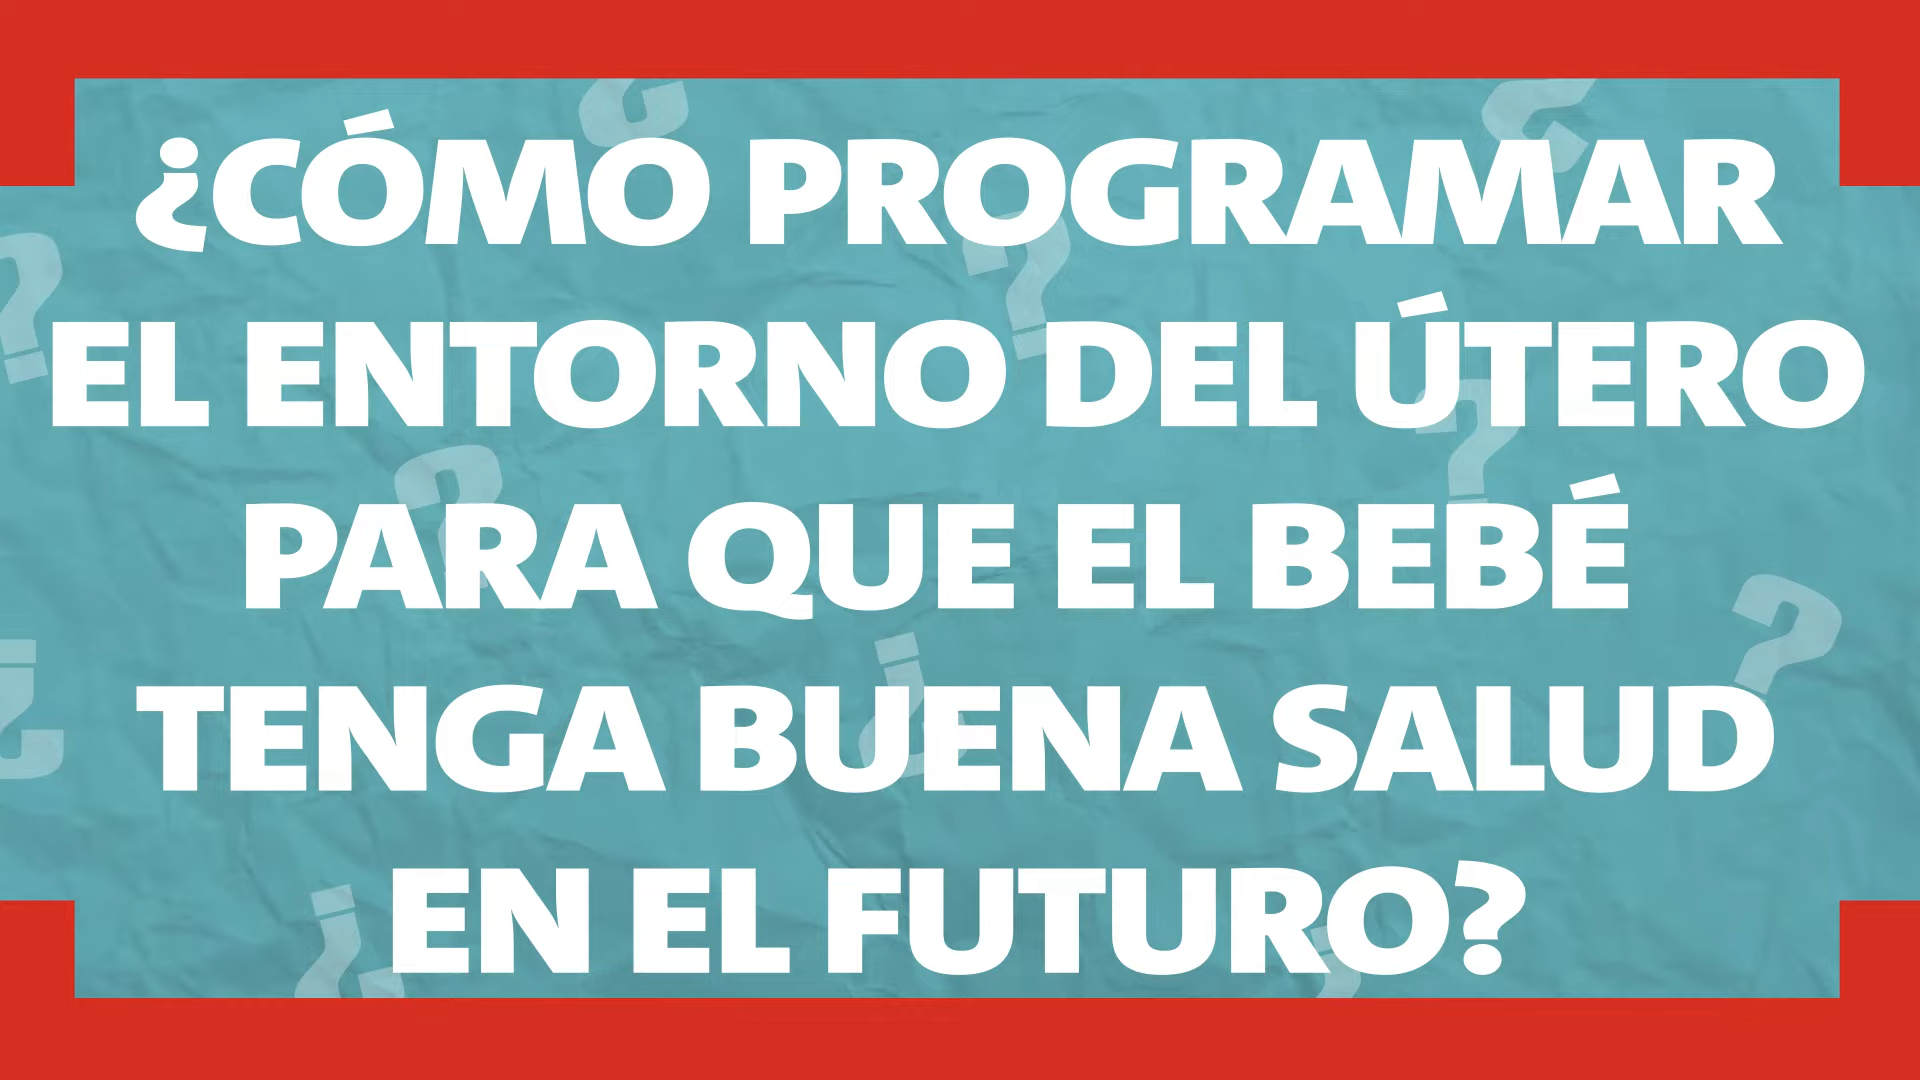 ¿CÓMO PROGRAMAR
EL ENTORNO DEL ÚTERO
PARA QUE EL BEBÉ
TENGA BUENA SALUD
EN EL FUTURO?